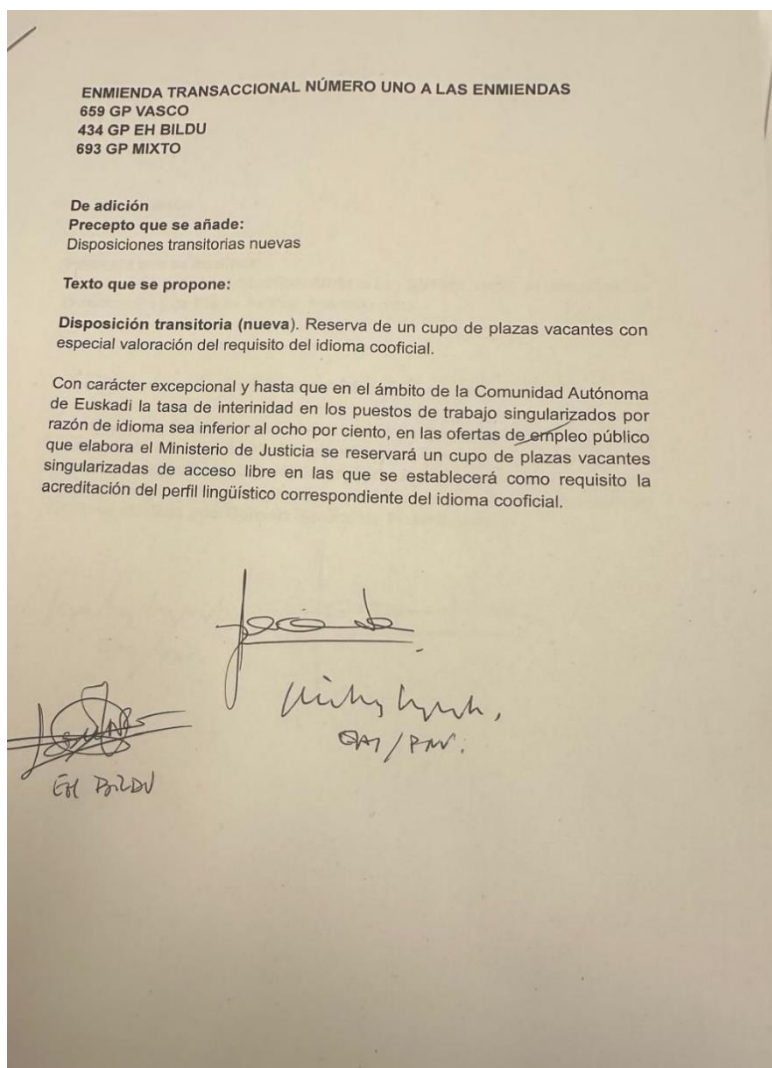 ENMIENDA TRANSACCIONAL NÚMERO UNO A LAS ENMIENDAS
659 GP VASCO
434 GP EH BILDU
693 GP MIXTO
De adición
Precepto que se añade:
Disposiciones transitorias nuevas
Texto que se propone:
Disposición transitoria (nueva). Reserva de un cupo de plazas vacantes con
especial valoración del requisito del idioma cooficial.
Con carácter excepcional y hasta que en el ámbito de la Comunidad Autónoma
de Euskadi la tasa de interinidad en los puestos de trabajo singularizados por
razón de idioma sea inferior al ocho por ciento, en las ofertas de empleo público
que elabora el Ministerio de Justicia se reservará un cupo de plazas vacantes
singularizadas de acceso libre en las que se establecerá como requisito la
acreditación del perfil lingüístico correspondiente del idioma cooficial.
EAJ/PNV.
EH BILDU